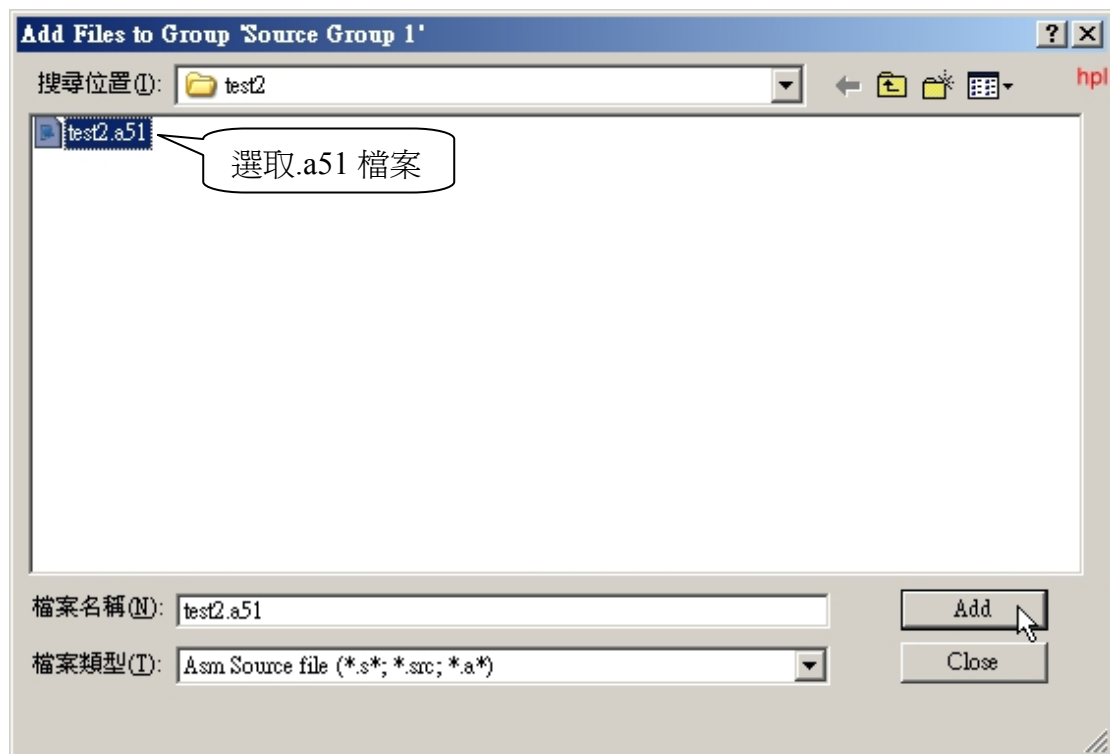 Add Files to Group 'Source Group 1'
搜尋位置(I): test2
hpl
test2.a51
選取.a51 檔案
檔案名稱(N): test2.a51
Add
檔案類型(T): Asm Source file (*.s*; *.src; *.a*)
Close